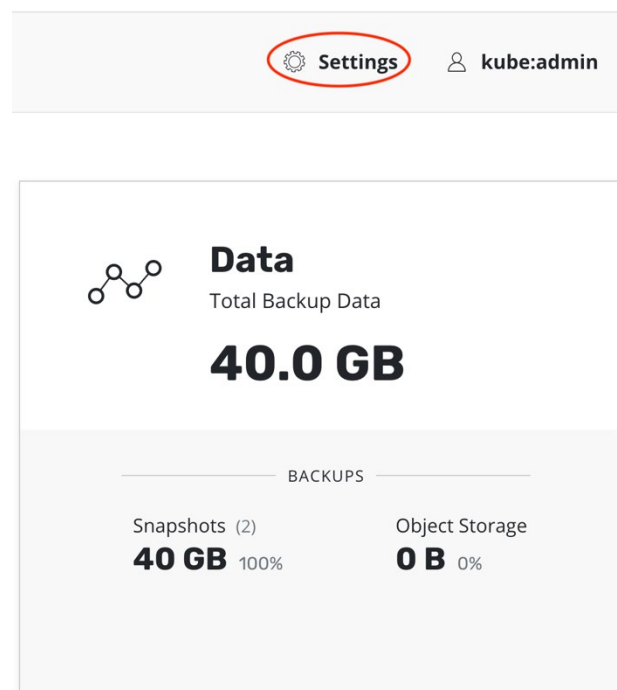 Settings kube:admin
Data
Total Backup Data
40.0 GB
BACKUPS
Snapshots (2) Object Storage
40 GB 100% 0 B 0%